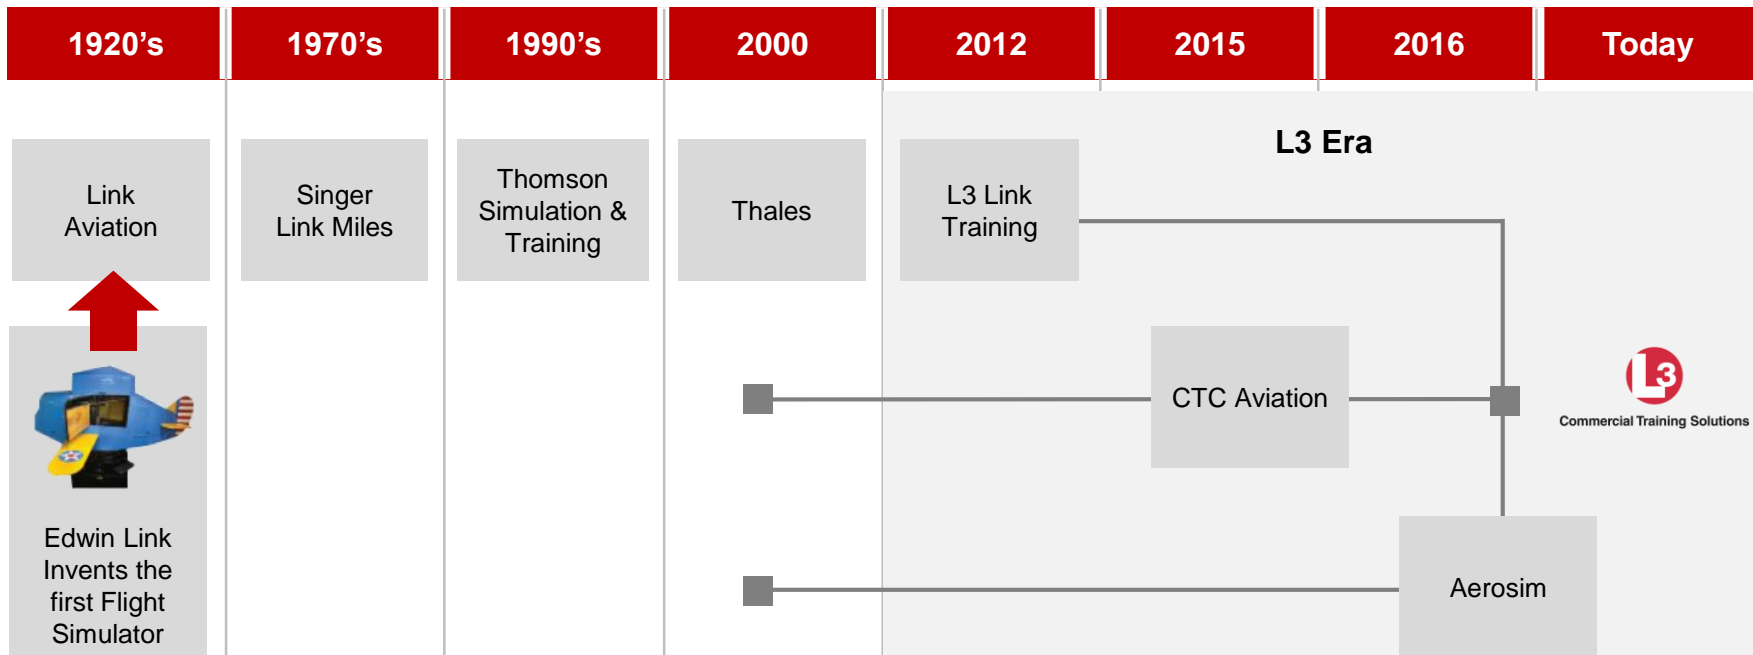 1920’s
1970’s
1990’s
2000
2012
2015
2016
Today
L3 Era
Link
Aviation
Singer
Link Miles
Thomson
Simulation &
Training
Thales
L3 Link
Training
CTC Aviation
L3
Commercial Training Solutions
Edwin Link
Invents the
first Flight
Simulator
Aerosim